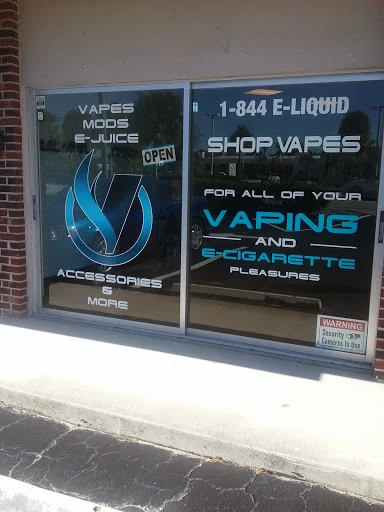 VAPES
MODS
E-JUICE
OPEN
ACCESSORIES
&
MORE
1-844 E-LIQUID
SHOP VAPES
FOR ALL OF YOUR
VAPING
AND
E-CIGARETTE
PLEASURES
WARNING
Security
Cameras in Use